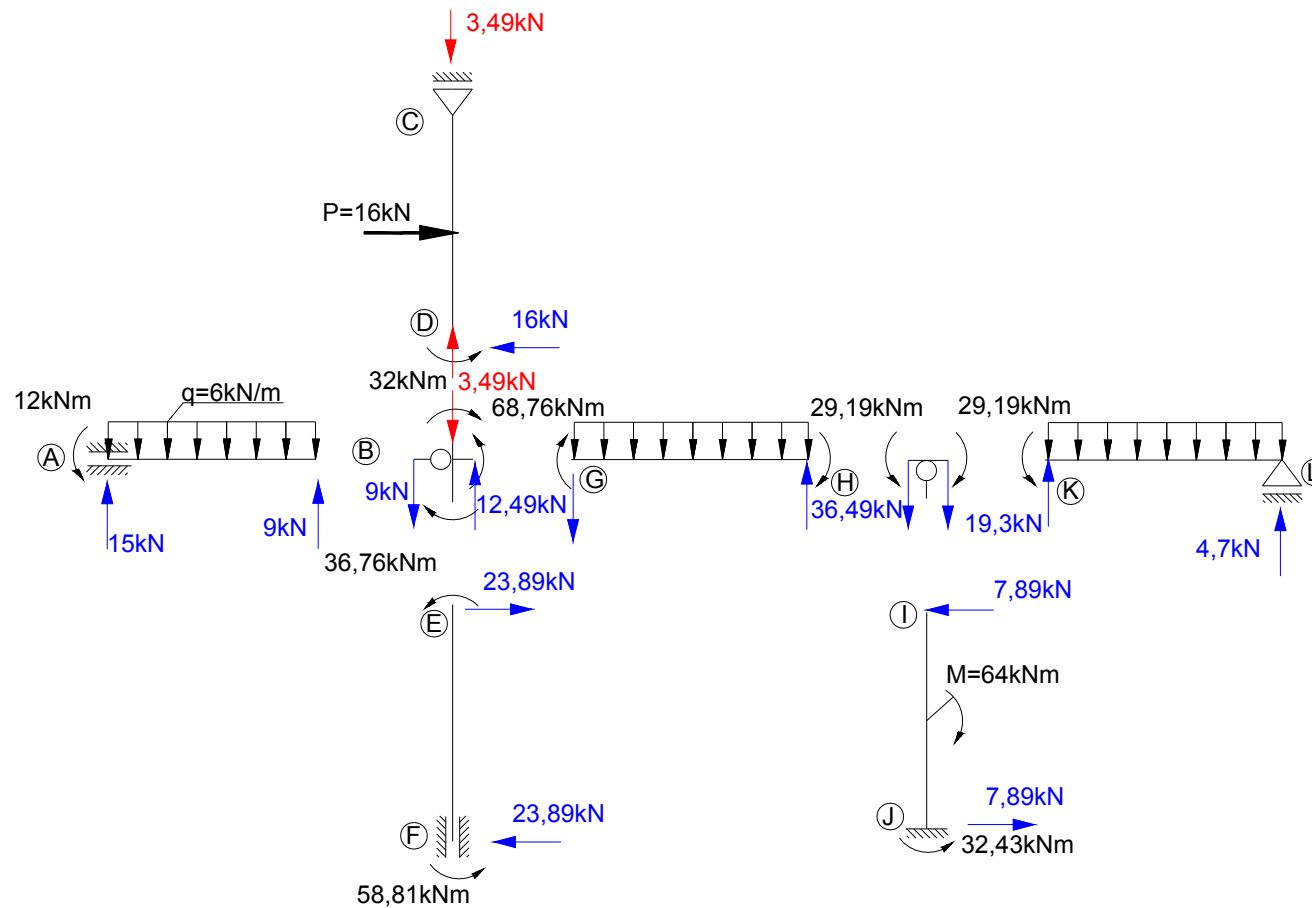 3,49kN
C
P=16kN
D
16kN
32kNm
3,49kN
12kNm
q=6kN/m
68,76kNm
29,19kNm
29,19kNm
A
B
G
H
K
L
9kN
12,49kN
36,49kN
19,3kN
15kN
9kN
4,7kN
36,76kNm
23,89kN
7,89kN
E
I
M=64kNm
23,89kN
7,89kN
F
J
32,43kNm
58,81kNm